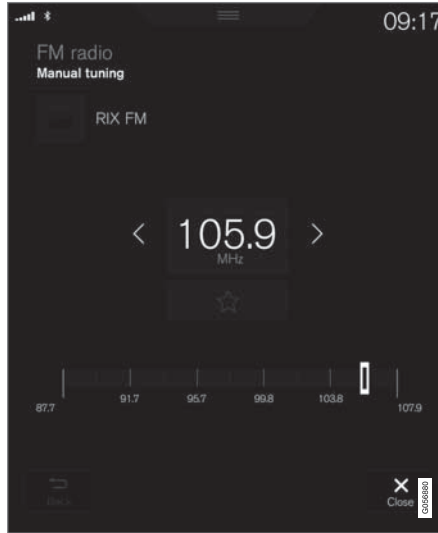 09:17
FM radio
Manual tuning
RIX FM
105.9
MHz
87.7 91.7 95.7 99.8 103.8 107.9
Back
Close
G056880